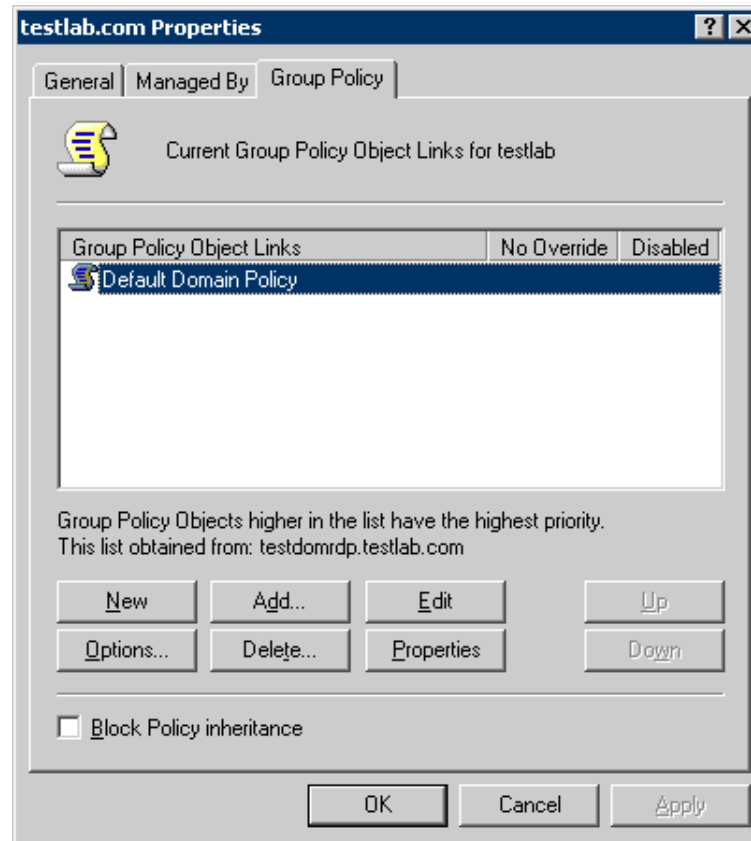 testlab.com Properties
General Managed By Group Policy
Current Group Policy Object Links for testlab
Group Policy Object Links No Override Disabled
Default Domain Policy
Group Policy Objects higher in the list have the highest priority.
This list obtained from: testdomrdp.testlab.com
New Add... Edit Up
Options... Delete... Properties Down
Block Policy inheritance
OK Cancel Apply